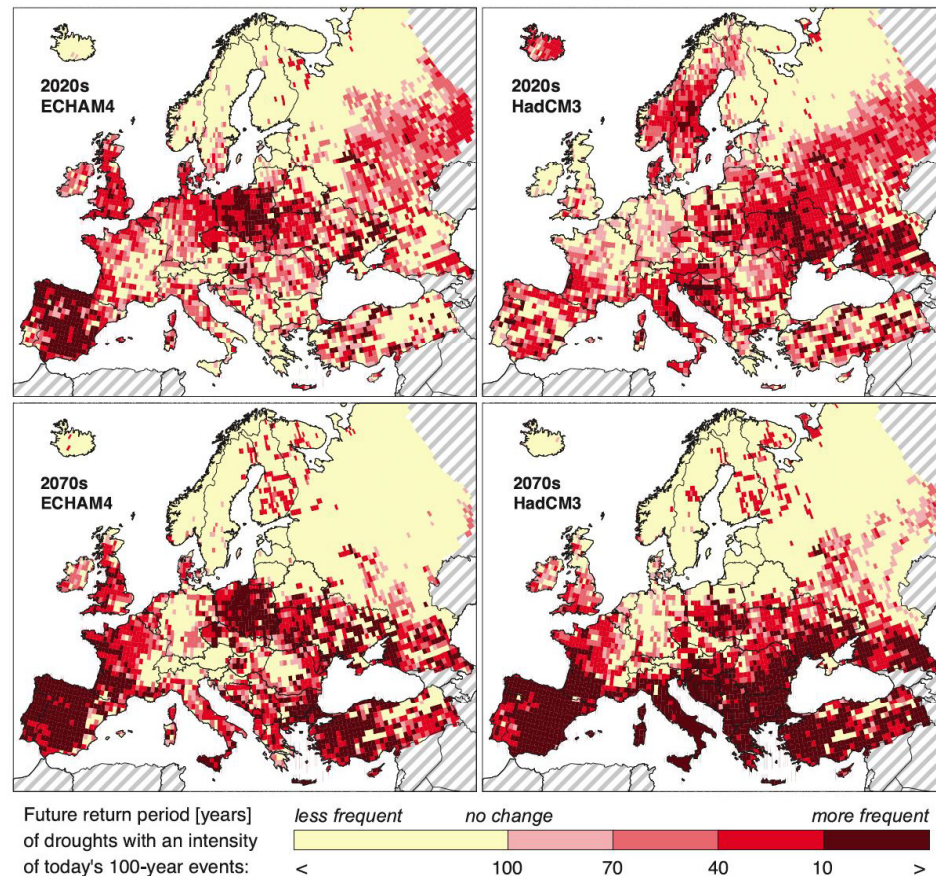 2020s
ECHAM4
2020s
HadCM3
2070s
ECHAM4
2070s
HadCM3
Future return period [years]
of droughts with an intensity
of today's 100-year events:
less frequent no change more frequent
< 100 70 40 10 >